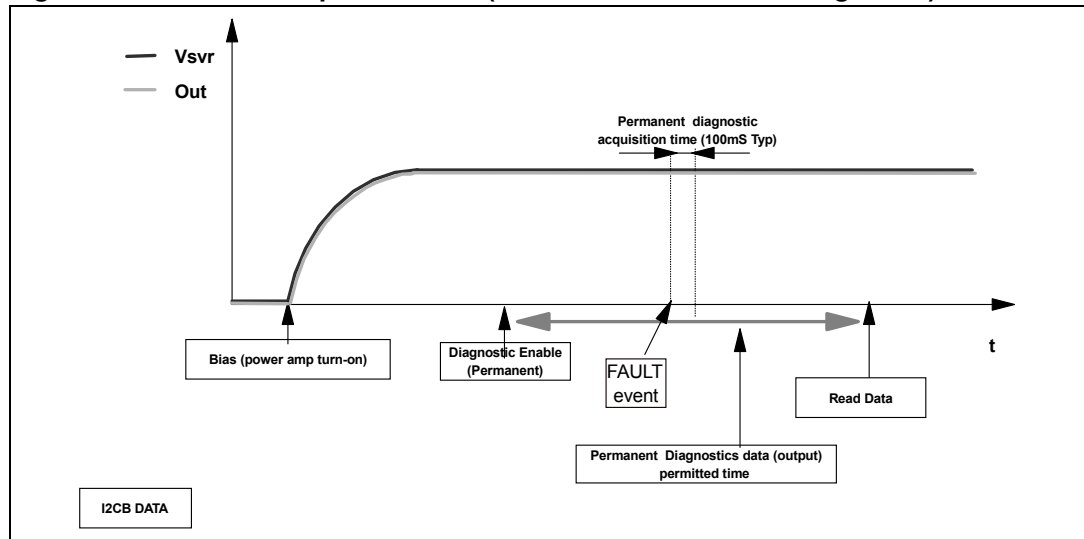 Vsvr
Out
Permanent diagnostic
acquisition time (100mS Typ)
Bias (power amp turn-on)
Diagnostic Enable
(Permanent)
FAULT
event
t
Read Data
Permanent Diagnostics data (output)
permitted time
I2CB DATA